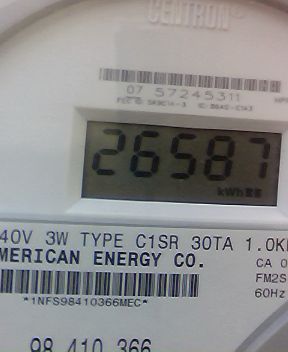 CENTRON®
07 57245311
26587
kWh
40V 3W TYPE C1SR 30TA 1.0K
MERICAN ENERGY CO.
CA 0
FM2S
60Hz
*1NFS98410366MEC*
98 410 366